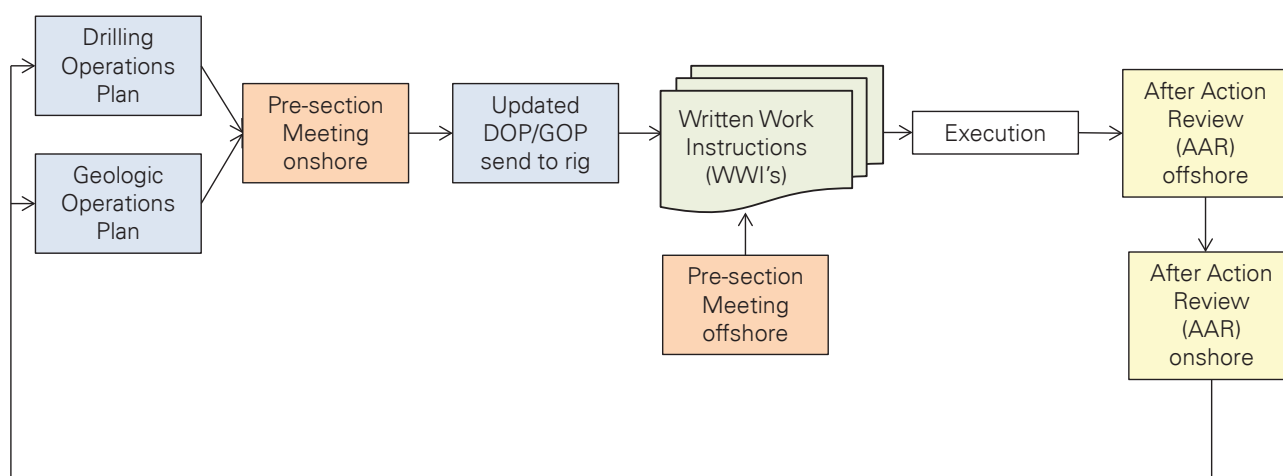 Drilling
Operations
Plan
Geologic
Operations
Plan
Pre-section
Meeting
onshore
Updated
DOP/GOP
send to rig
Written Work
Instructions
(WWI's)
Pre-section
Meeting
offshore
Execution
After Action
Review
(AAR)
offshore
After Action
Review
(AAR)
onshore